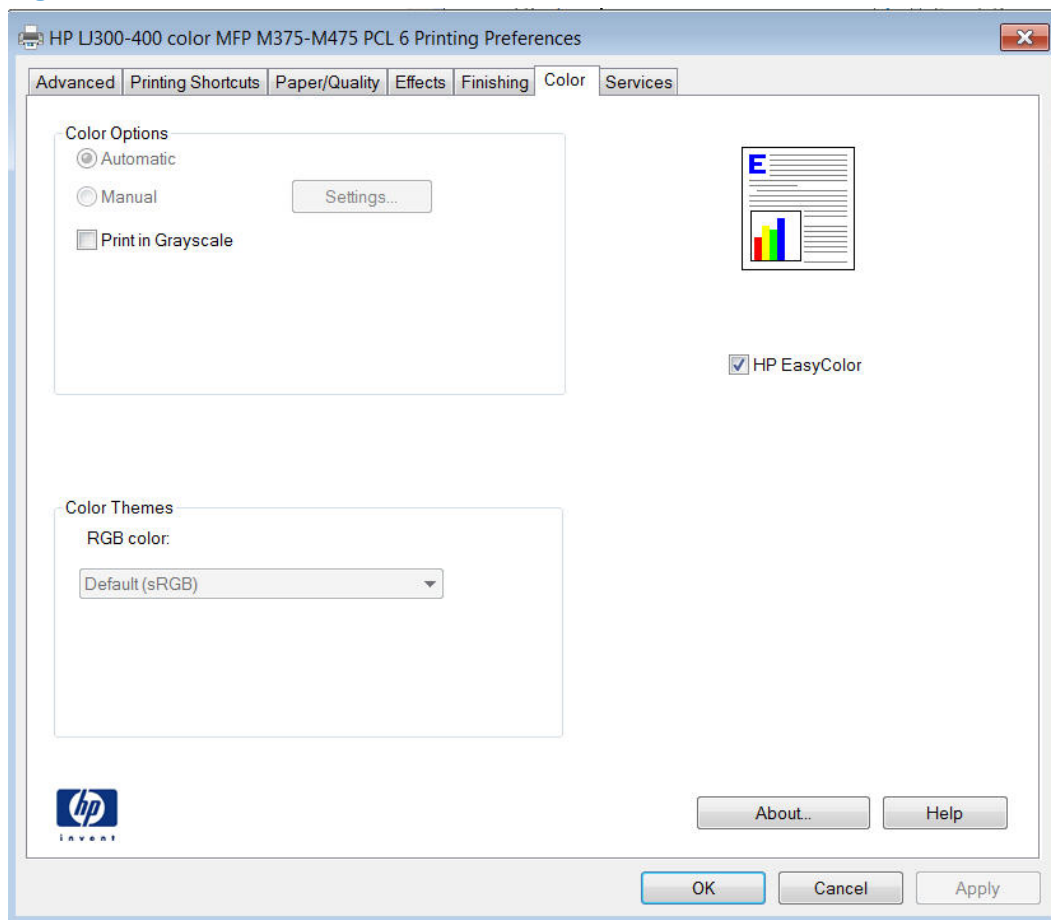 HP LJ300-400 color MFP M375-M475 PCL 6 Printing Preferences
Advanced Printing Shortcuts Paper/Quality Effects Finishing Color Services
Color Options
Automatic
Manual Settings...
Print in Grayscale
E
HP EasyColor
Color Themes
RGB color:
Default (sRGB)
hp
invent
About... Help
OK Cancel Apply